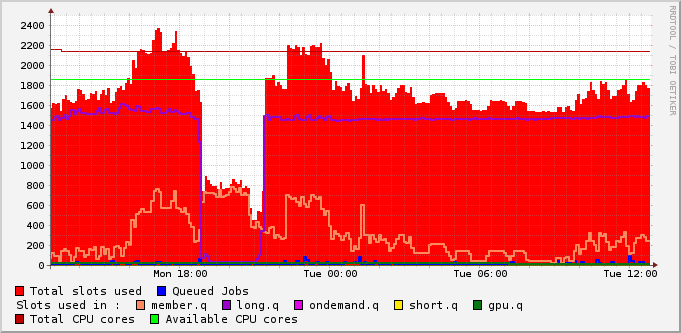 2400
2200
2000
1800
1600
1400
1200
1000
800
600
400
200
0
Mon 18:00 Tue 00:00 Tue 06:00 Tue 12:00
Total slots used Queued Jobs
Slots used in : member.q long.q ondemand.q short.q gpu.q
Total CPU cores Available CPU cores
RRDTOOL / TOBI OETIKER